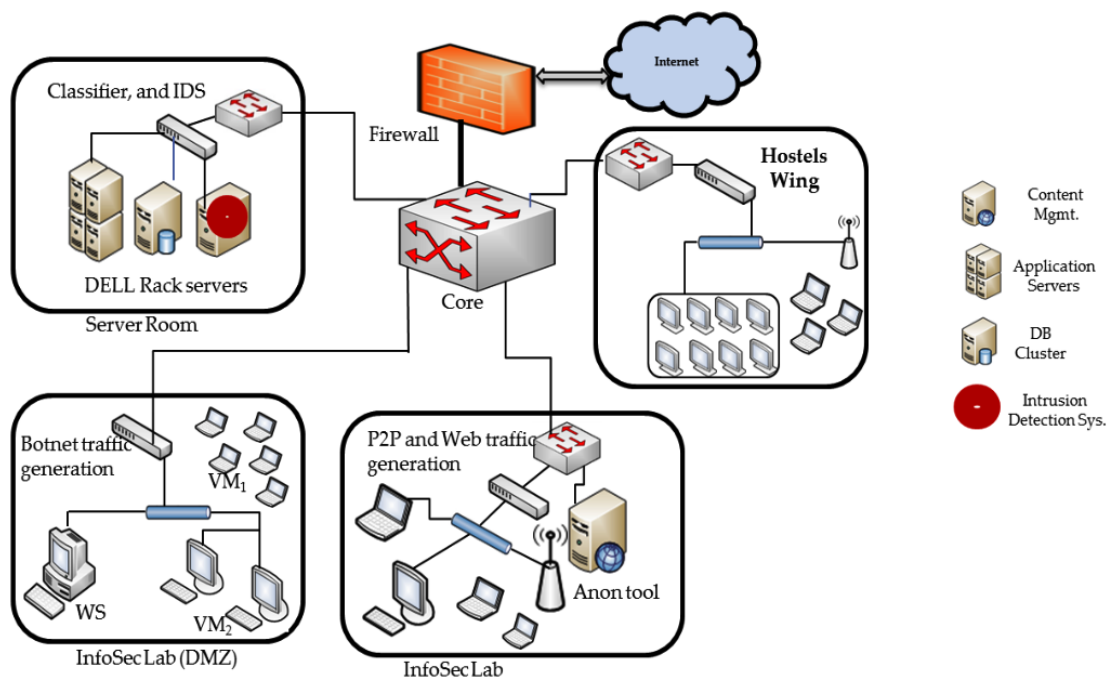 Internet
Classifier, and IDS
Firewall
DELL Rack servers
Server Room
Core
Hostels
Wing
Content
Mgmt.
Application
Servers
DB
Cluster
Intrusion
Detection Sys.
Botnet traffic
generation
VM1
WS
VM2
InfoSec Lab (DMZ)
P2P and Web traffic
generation
Anon tool
InfoSec Lab